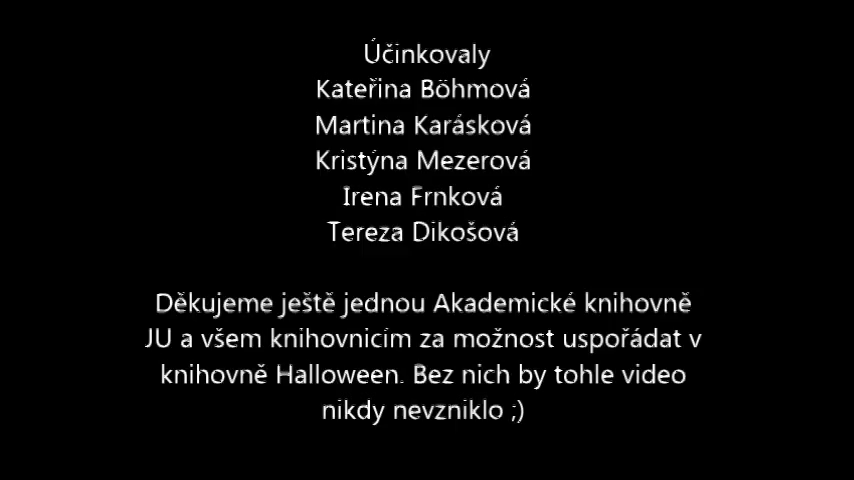 Účinkovaly
Kateřina Böhmová
Martina Karásková
Kristýna Mezerová
Irena Frnková
Tereza Dikošová
Děkujeme ještě jednou Akademické knihovně
JU a všem knihovnicím za možnost uspořádat v
knihovně Halloween. Bez nich by tohle video
nikdy nevzniklo ;)